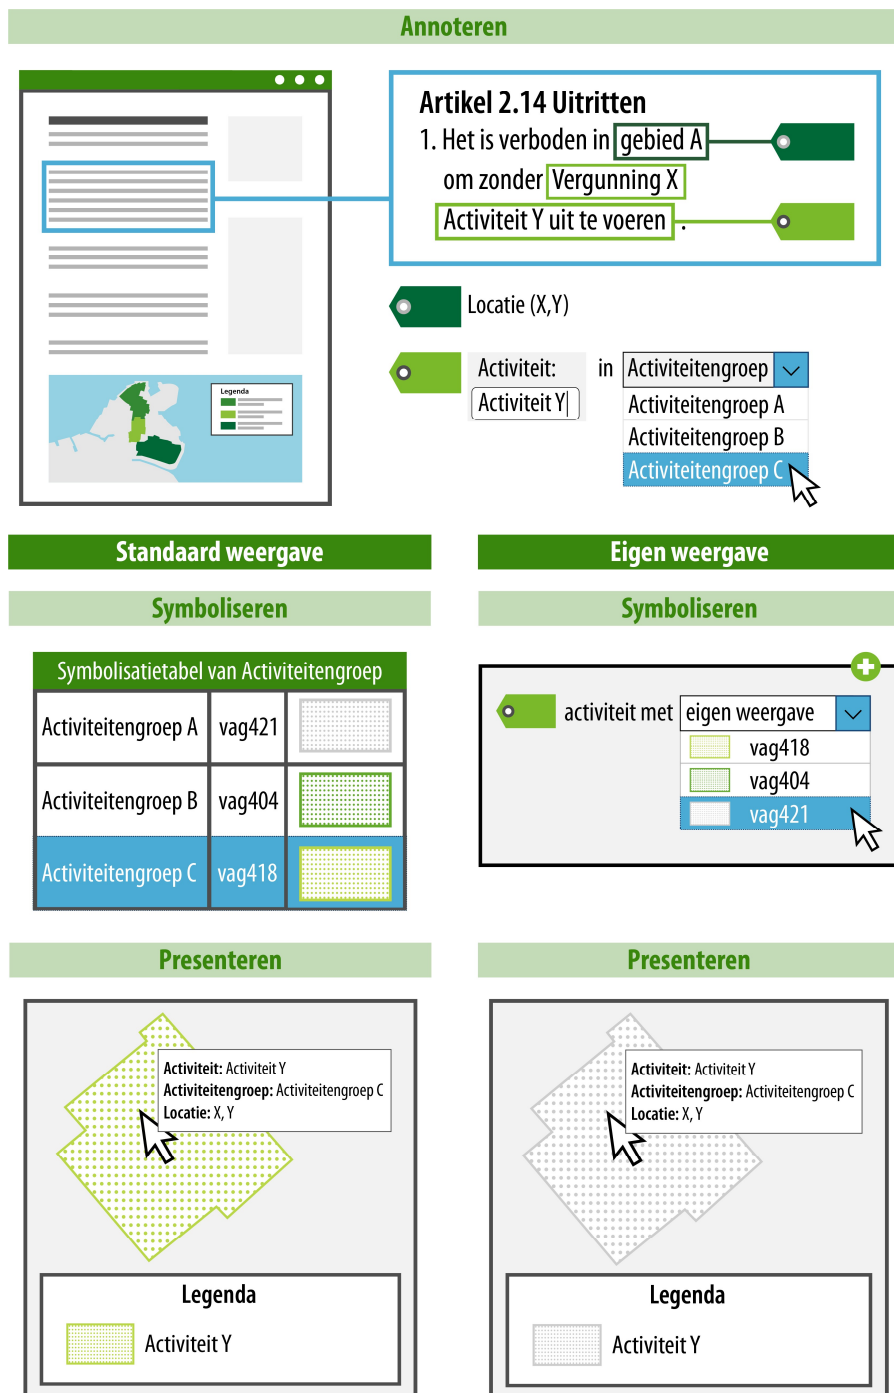 Annoteren
Artikel 2.14 Uitritten
1. Het is verboden in gebied A
om zonder Vergunning X
Activiteit Y uit te voeren .
Legenda
Locatie (X,Y)
Activiteit: in Activiteitengroep
Activiteit Y
Activiteitengroep A
Activiteitengroep B
Activiteitengroep C
Standaard weergave
Symboliseren
Symbolisatietabel van Activiteitengroep
Activiteitengroep A vag421
Activiteitengroep B vag404
Activiteitengroep C vag418
Eigen weergave
Symboliseren
activiteit met eigen weergave
vag418
vag404
vag421
Presenteren
Activiteit: Activiteit Y
Activiteitengroep: Activiteitengroep C
Locatie: X, Y
Legenda
Activiteit Y
Presenteren
Activiteit: Activiteit Y
Activiteitengroep: Activiteitengroep C
Locatie: X, Y
Legenda
Activiteit Y